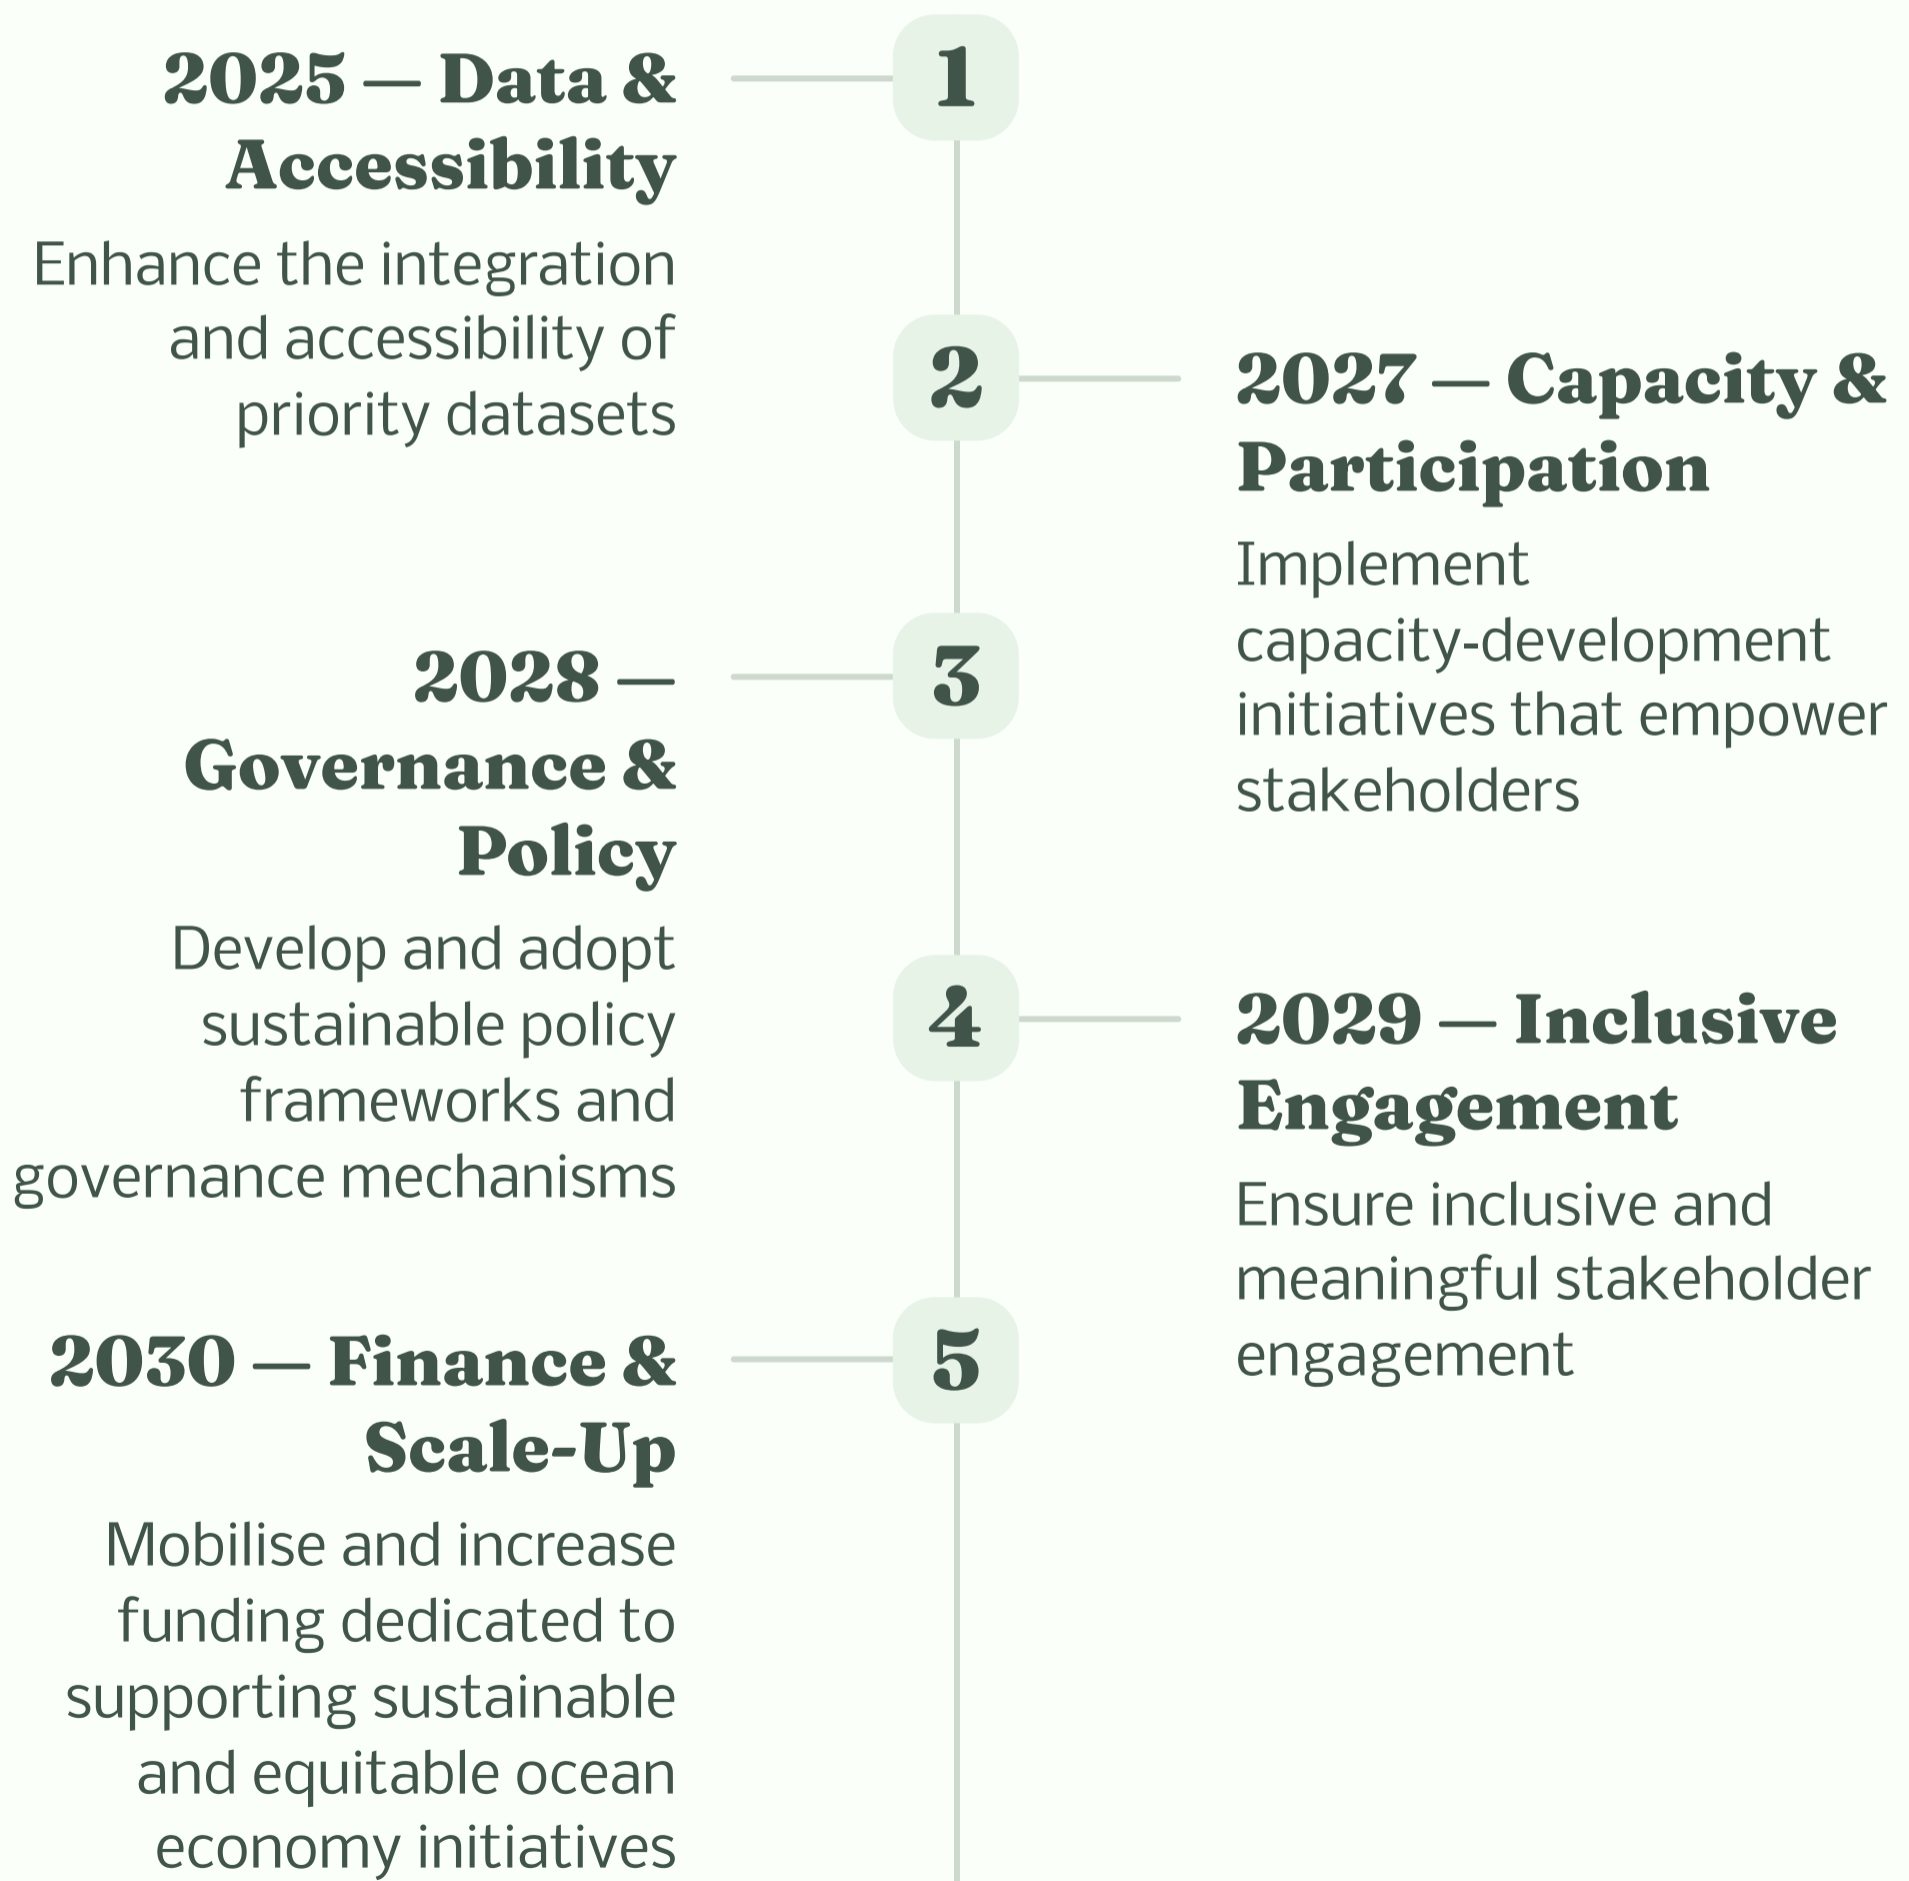 1
2025 — Data &
Accessibility
Enhance the integration
and accessibility of
priority datasets
2
2027 — Capacity &
Participation
Implement
capacity-development
initiatives that empower
stakeholders
3
2028 —
Governance &
Policy
Develop and adopt
sustainable policy
frameworks and
governance mechanisms
4
2029 — Inclusive
Engagement
Ensure inclusive and
meaningful stakeholder
engagement
5
2030 — Finance &
Scale-Up
Mobilise and increase
funding dedicated to
supporting sustainable
and equitable ocean
economy initiatives